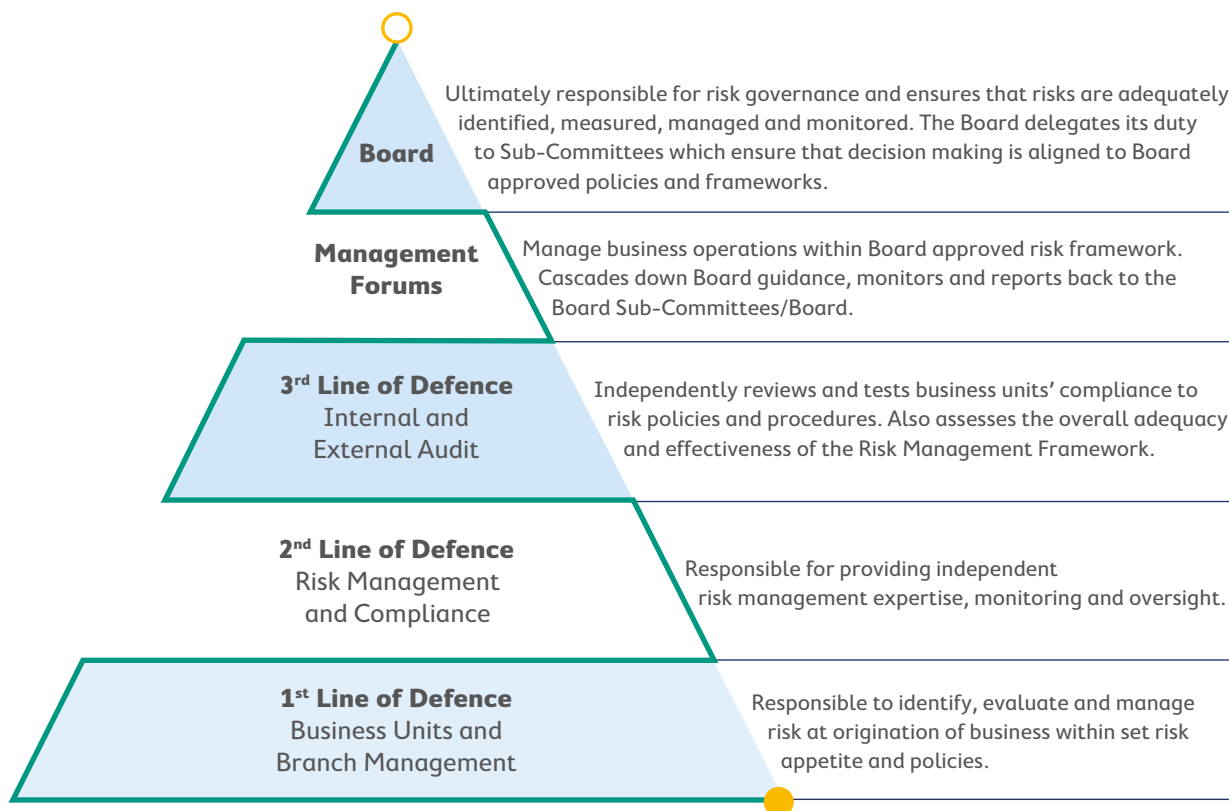 Board
Ultimately responsible for risk governance and ensures that risks are adequately
identified, measured, managed and monitored. The Board delegates its duty
to Sub-Committees which ensure that decision making is aligned to Board
approved policies and frameworks.
Management
Forums
Manage business operations within Board approved risk framework.
Cascades down Board guidance, monitors and reports back to the
Board Sub-Committees/Board.
3rd Line of Defence
Internal and
External Audit
Independently reviews and tests business units’ compliance to
risk policies and procedures. Also assesses the overall adequacy
and effectiveness of the Risk Management Framework.
2nd Line of Defence
Risk Management
and Compliance
Responsible for providing independent
risk management expertise, monitoring and oversight.
1st Line of Defence
Business Units and
Branch Management
Responsible to identify, evaluate and manage
risk at origination of business within set risk
appetite and policies.